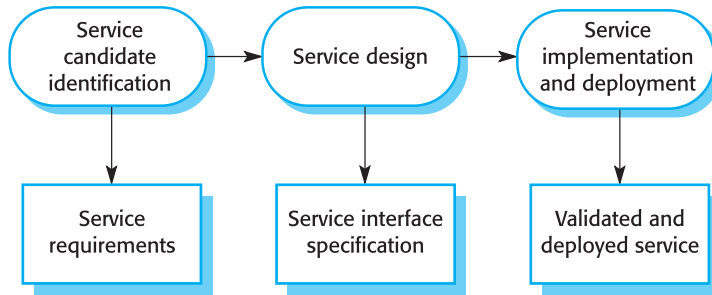 Service
candidate
identification
Service design
Service
implementation
and deployment
Service
requirements
Service interface
specification
Validated and
deployed service